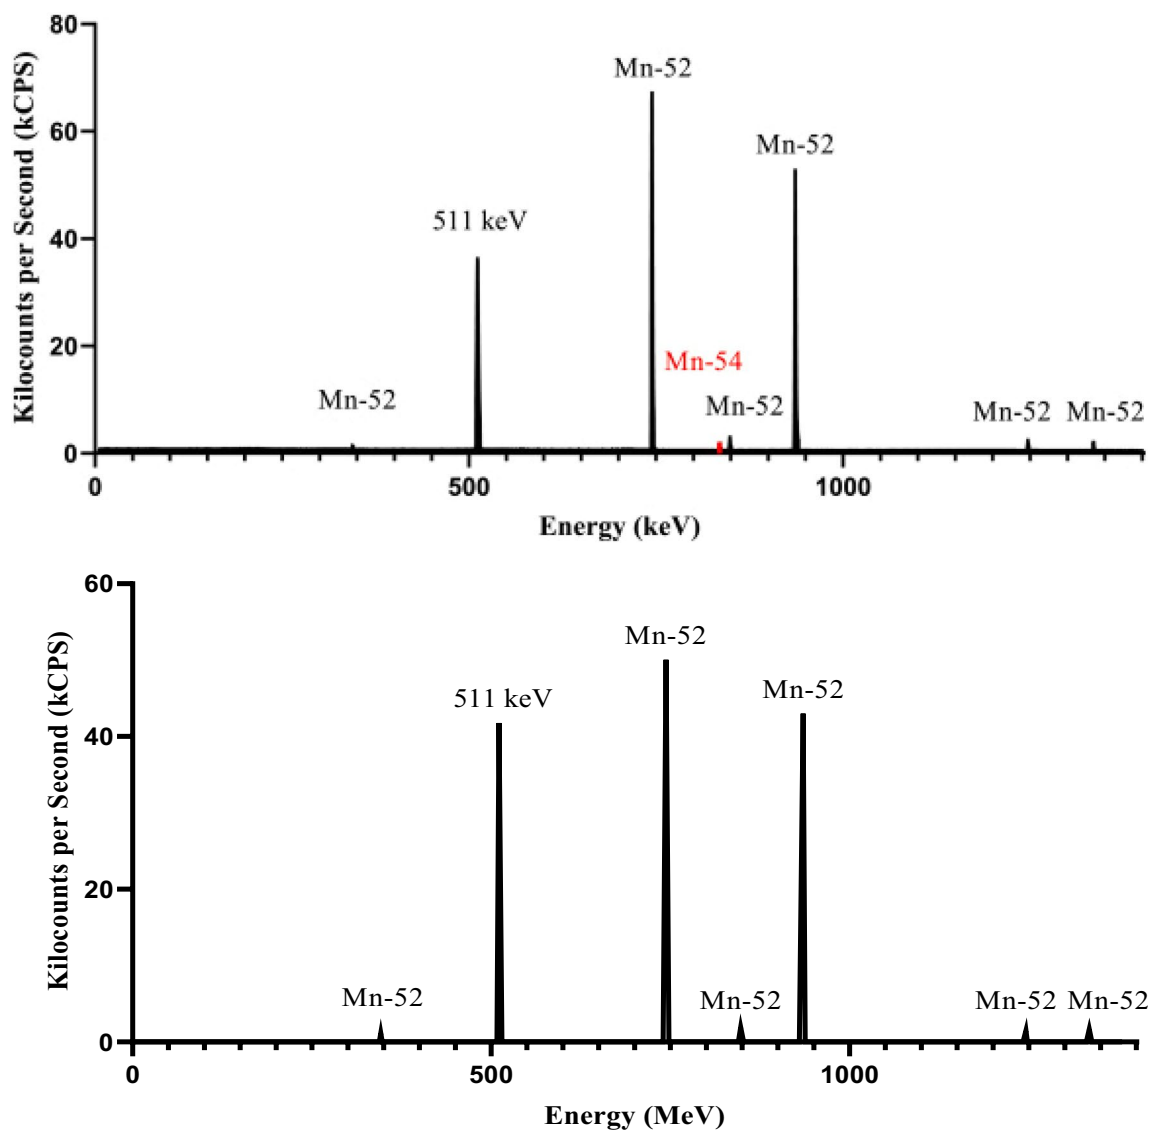 80
60
40
20
0
Kilocounts per Second (kCPS)
Mn-52
Mn-52
511 keV
Mn-54
Mn-52
Mn-52
Mn-52
Mn-52
0
500
1000
Energy (keV)
60
40
20
0
Kilocounts per Second (kCPS)
Mn-52
Mn-52
511 keV
Mn-52
Mn-52
Mn-52
Mn-52
0
500
1000
Energy (MeV)